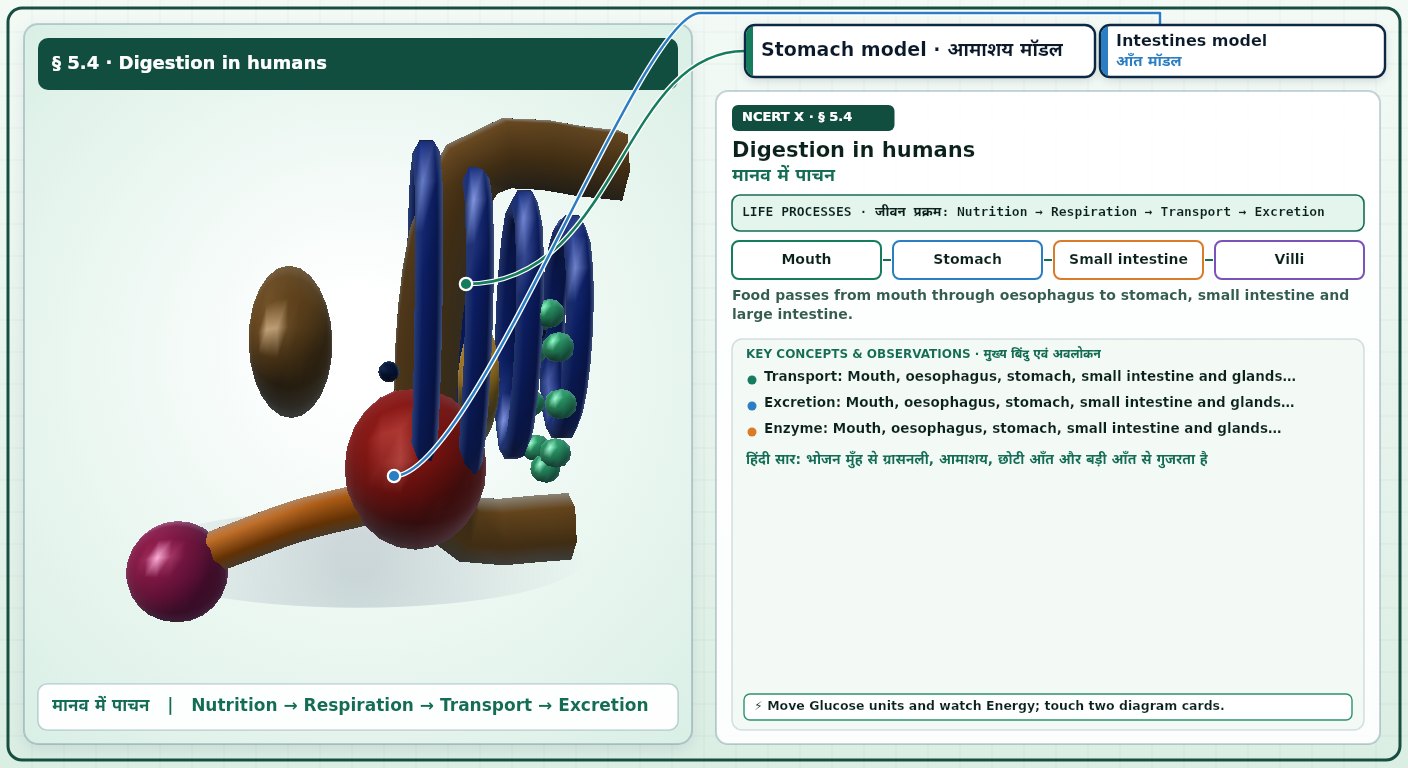 § 5.4 · Digestion in humans
Stomach model · आमाशय मॉडल
Intestines model
आँत मॉडल
NCERT X · § 5.4
Digestion in humans
मानव में पाचन
LIFE PROCESSES · जीवन प्रक्रम: Nutrition → Respiration → Transport → Excretion
Mouth
Stomach
Small intestine
Villi
Food passes from mouth through oesophagus to stomach, small intestine and
large intestine.
KEY CONCEPTS & OBSERVATIONS · मुख्य बिंदु एवं अवलोकन
Transport: Mouth, oesophagus, stomach, small intestine and glands…
Excretion: Mouth, oesophagus, stomach, small intestine and glands…
Enzyme: Mouth, oesophagus, stomach, small intestine and glands…
हिंदी सार: भोजन मुँह से ग्रासनली, आमाशय, छोटी आँत और बड़ी आँत से गुजरता है
⚡ Move Glucose units and watch Energy; touch two diagram cards.
मानव में पाचन | Nutrition → Respiration → Transport → Excretion